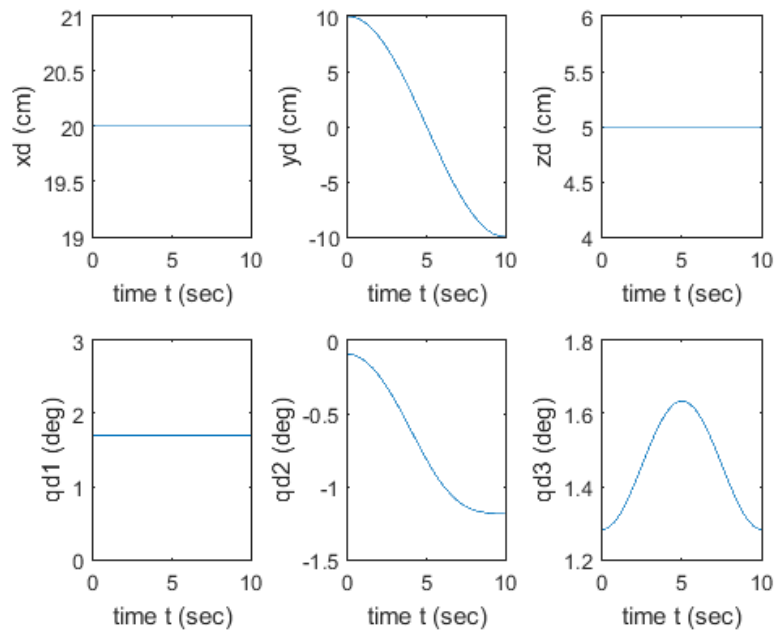 xd (cm)
21
20.5
20
19.5
19
0 5 10
time t (sec)
yd (cm)
10
5
0
-5
-10
0 5 10
time t (sec)
zd (cm)
6
5.5
5
4.5
4
0 5 10
time t (sec)
qd1 (deg)
3
2
1
0
0 5 10
time t (sec)
qd2 (deg)
0
-0.5
-1
-1.5
0 5 10
time t (sec)
qd3 (deg)
1.8
1.6
1.4
1.2
0 5 10
time t (sec)